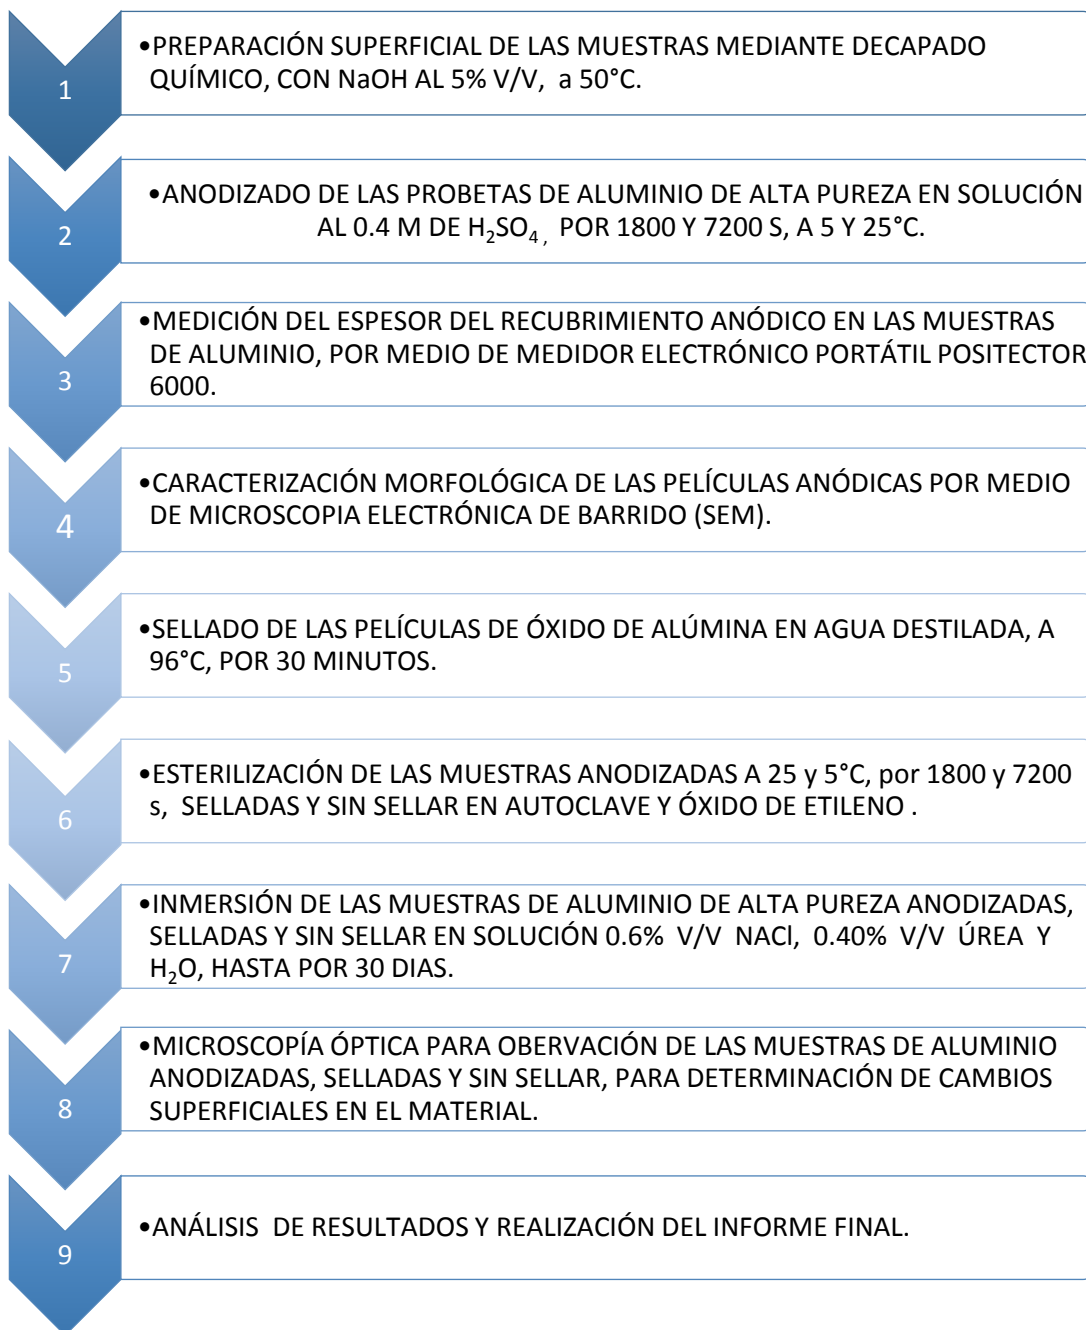 1
•PREPARACIÓN SUPERFICIAL DE LAS MUESTRAS MEDIANTE DECAPADO
QUÍMICO, CON NaOH AL 5% V/V, a 50°C.
2
•ANODIZADO DE LAS PROBETAS DE ALUMINIO DE ALTA PUREZA EN SOLUCIÓN
AL 0.4 M DE H₂SO₄ , POR 1800 Y 7200 S, A 5 Y 25°C.
3
•MEDICIÓN DEL ESPESOR DEL RECUBRIMIENTO ANÓDICO EN LAS MUESTRAS
DE ALUMINIO, POR MEDIO DE MEDIDOR ELECTRÓNICO PORTÁTIL POSITECTOR
6000.
4
•CARACTERIZACIÓN MORFOLÓGICA DE LAS PELÍCULAS ANÓDICAS POR MEDIO
DE MICROSCOPIA ELECTRÓNICA DE BARRIDO (SEM).
5
•SELLADO DE LAS PELÍCULAS DE ÓXIDO DE ALÚMINA EN AGUA DESTILADA, A
96°C, POR 30 MINUTOS.
6
•ESTERILIZACIÓN DE LAS MUESTRAS ANODIZADAS A 25 y 5°C, por 1800 y 7200
s, SELLADAS Y SIN SELLAR EN AUTOCLAVE Y ÓXIDO DE ETILENO .
7
•INMERSIÓN DE LAS MUESTRAS DE ALUMINIO DE ALTA PUREZA ANODIZADAS,
SELLADAS Y SIN SELLAR EN SOLUCIÓN 0.6% V/V NACl, 0.40% V/V ÚREA Y
H₂O, HASTA POR 30 DIAS.
8
•MICROSCOPÍA ÓPTICA PARA OBERVACIÓN DE LAS MUESTRAS DE ALUMINIO
ANODIZADAS, SELLADAS Y SIN SELLAR, PARA DETERMINACIÓN DE CAMBIOS
SUPERFICIALES EN EL MATERIAL.
9
•ANÁLISIS DE RESULTADOS Y REALIZACIÓN DEL INFORME FINAL.